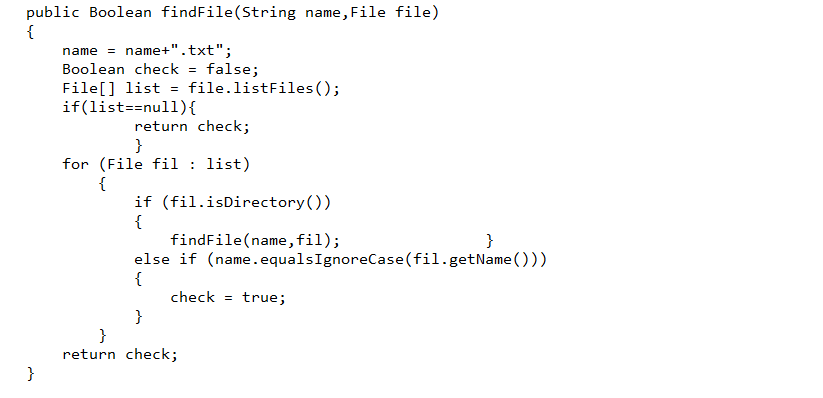 public Boolean findFile(String name,File file)
{
    name = name+".txt";
    Boolean check = false;
    File[] list = file.listFiles();
    if(list==null){
            return check;
            }
    for (File fil : list)
        {
            if (fil.isDirectory())
            {
                findFile(name,fil);                }
            else if (name.equalsIgnoreCase(fil.getName()))
            {
                check = true;
            }
        }
    return check;
}